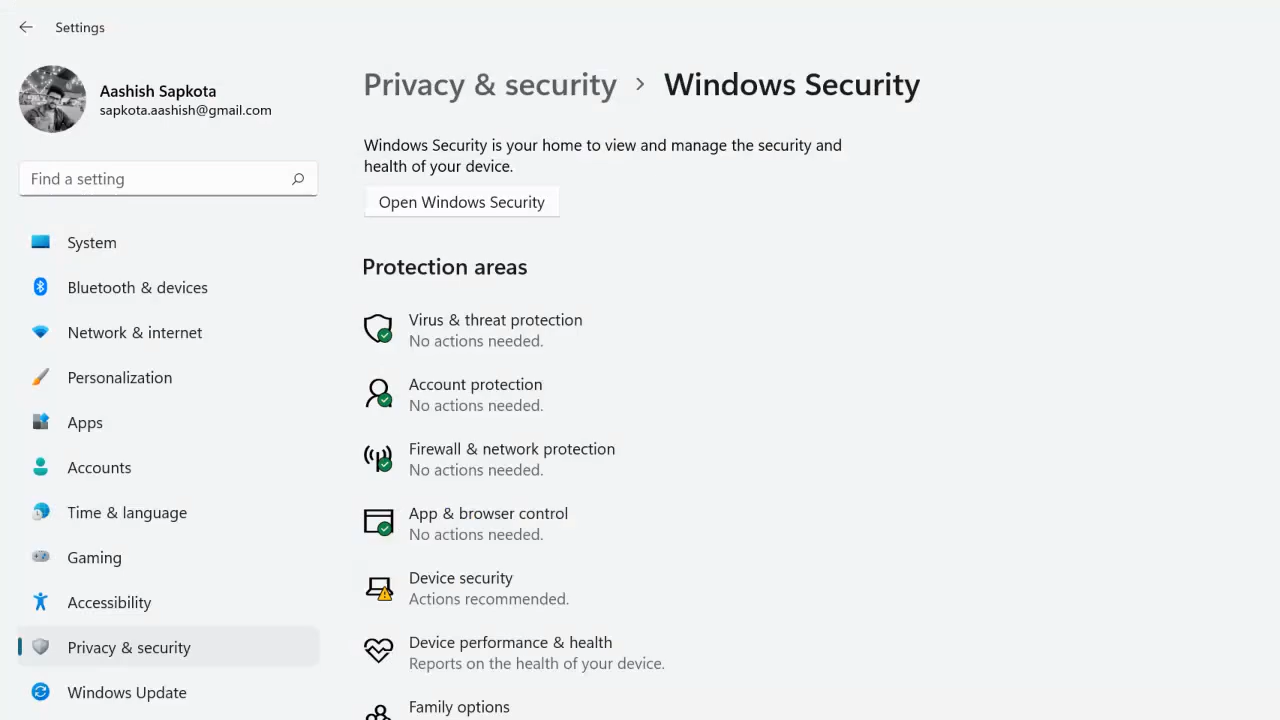 Settings
Aashish Sapkota
sapkota.aashish@gmail.com
Find a setting
System
Bluetooth & devices
Network & internet
Personalization
Apps
Accounts
Time & language
Gaming
Accessibility
Privacy & security
Windows Update
Privacy & security > Windows Security
Windows Security is your home to view and manage the security and
health of your device.
Open Windows Security
Protection areas
Virus & threat protection
No actions needed.
Account protection
No actions needed.
Firewall & network protection
No actions needed.
App & browser control
No actions needed.
Device security
Actions recommended.
Device performance & health
Reports on the health of your device.
Family options